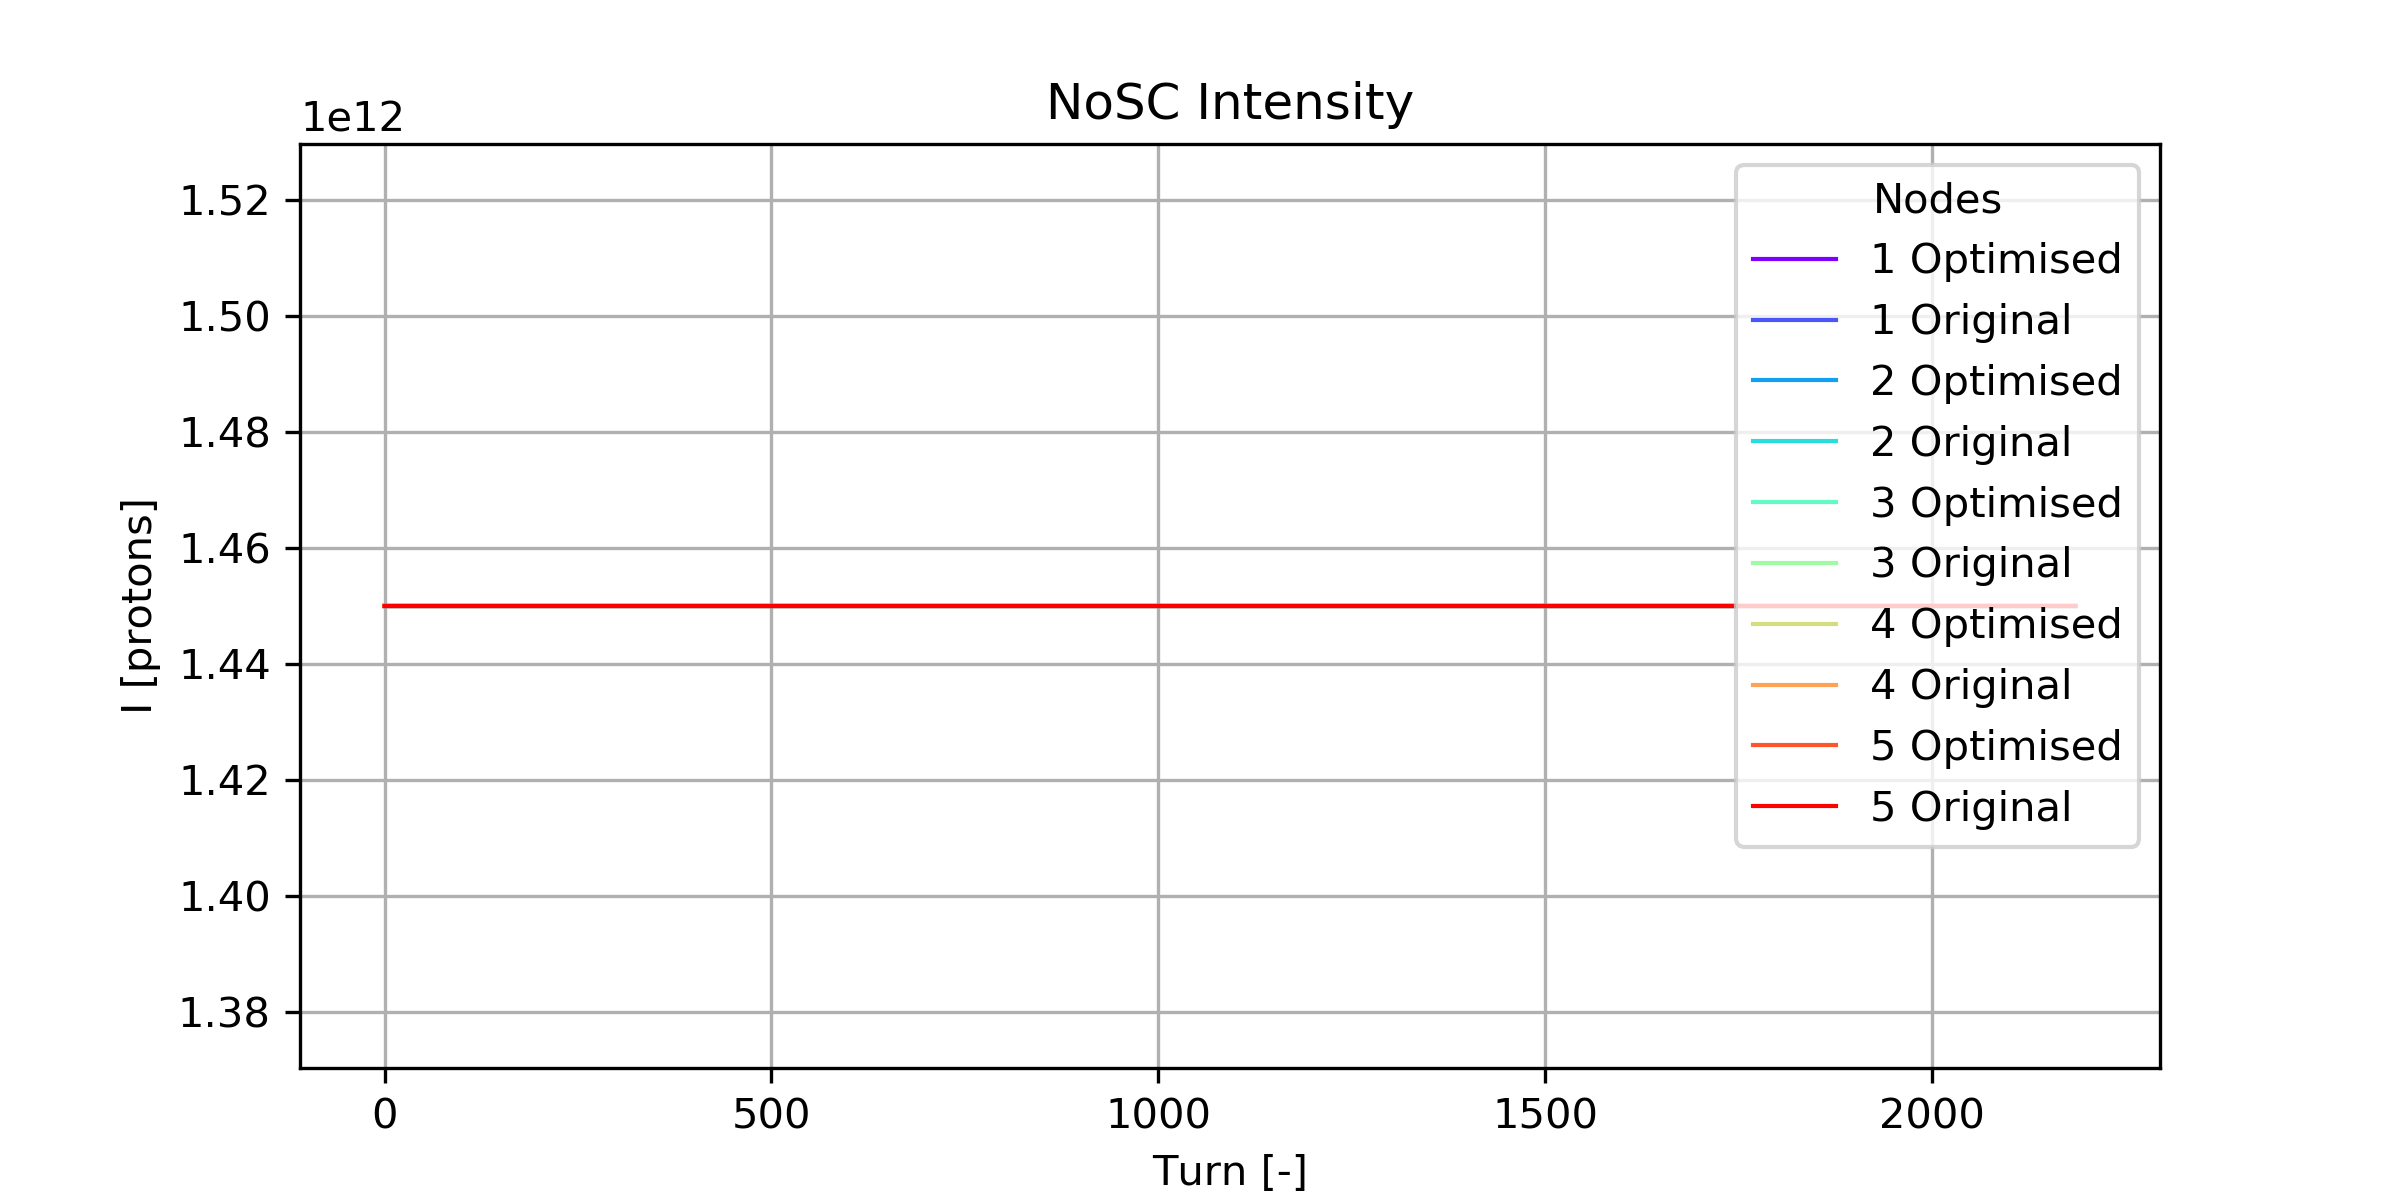 NoSC Intensity
1e12
1.52
1.50
1.48
1.46
1.44
1.42
1.40
1.38
I [protons]
0 500 1000 1500 2000
Turn [-]
Nodes
1 Optimised
1 Original
2 Optimised
2 Original
3 Optimised
3 Original
4 Optimised
4 Original
5 Optimised
5 Original